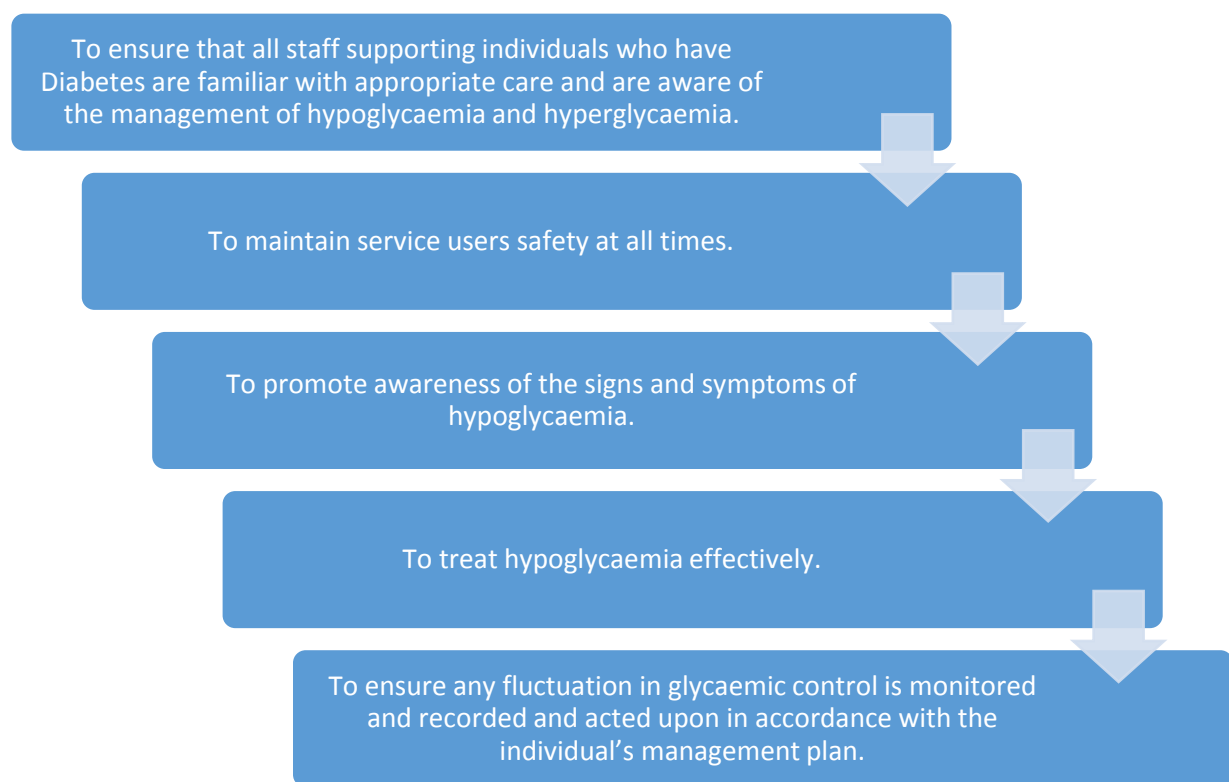 To ensure that all staff supporting individuals who have
Diabetes are familiar with appropriate care and are aware of
the management of hypoglycaemia and hyperglycaemia.
To maintain service users safety at all times.
To promote awareness of the signs and symptoms of
hypoglycaemia.
To treat hypoglycaemia effectively.
To ensure any fluctuation in glycaemic control is monitored
and recorded and acted upon in accordance with the
individual’s management plan.